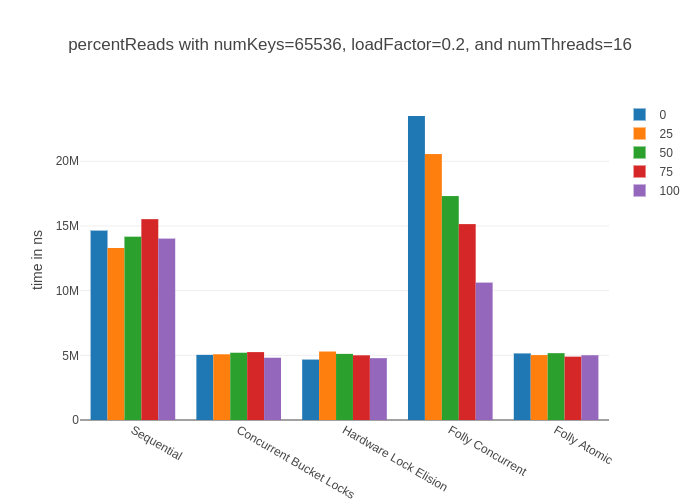 percentReads with numKeys=65536, loadFactor=0.2, and numThreads=16
0
25
50
75
100
time in ns
20M
15M
10M
5M
0
Sequential
Concurrent Bucket Locks
Hardware Lock Elision
Folly Concurrent
Folly Atomic